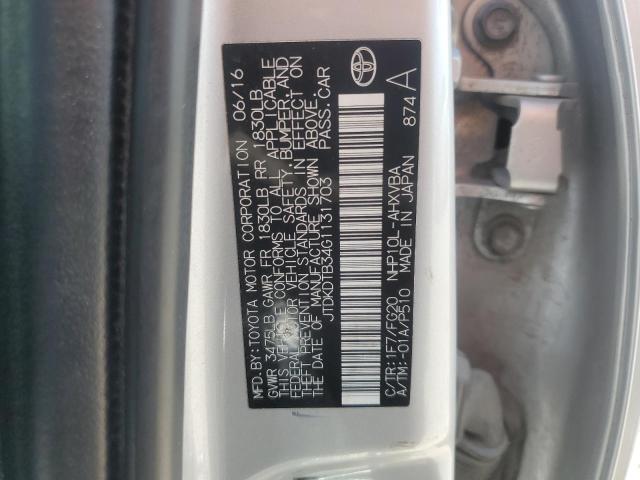 MFD.BY:TOYOTA MOTOR CORPORATION 06/16
GVWR 3475LB GAWR FR 1830LB RR 1830LB
THIS VEHICLE CONFORMS TO ALL APPLICABLE
FEDERAL MOTOR VEHICLE SAFETY, BUMPER, AND
THEFT PREVENTION STANDARDS IN EFFECT ON
THE DATE OF MANUFACTURE SHOWN ABOVE.
JTDKDTB34G1131703 PASS.CAR
C/TR:1F7/FG20 NHP10L-AHXVBA
A/TM:-01A/P510 MADE IN JAPAN 874 A